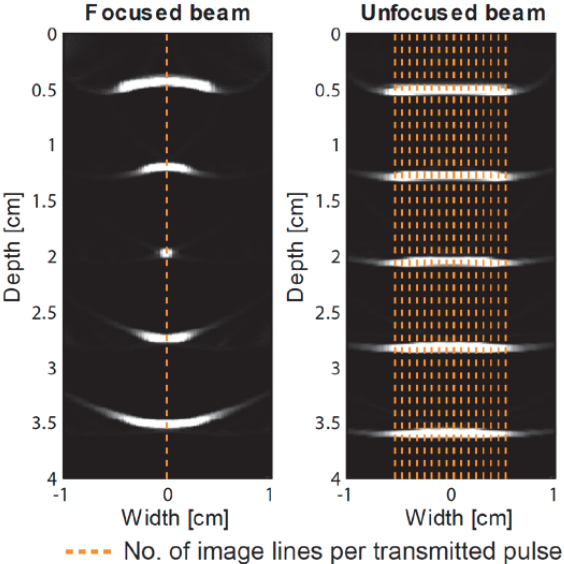 Focused beam
Unfocused beam
0
0.5
1
1.5
2
2.5
3
3.5
4
Depth [cm]
-1 0 1
Width [cm]
0
0.5
1
1.5
2
2.5
3
3.5
4
Depth [cm]
-1 0 1
Width [cm]
No. of image lines per transmitted pulse